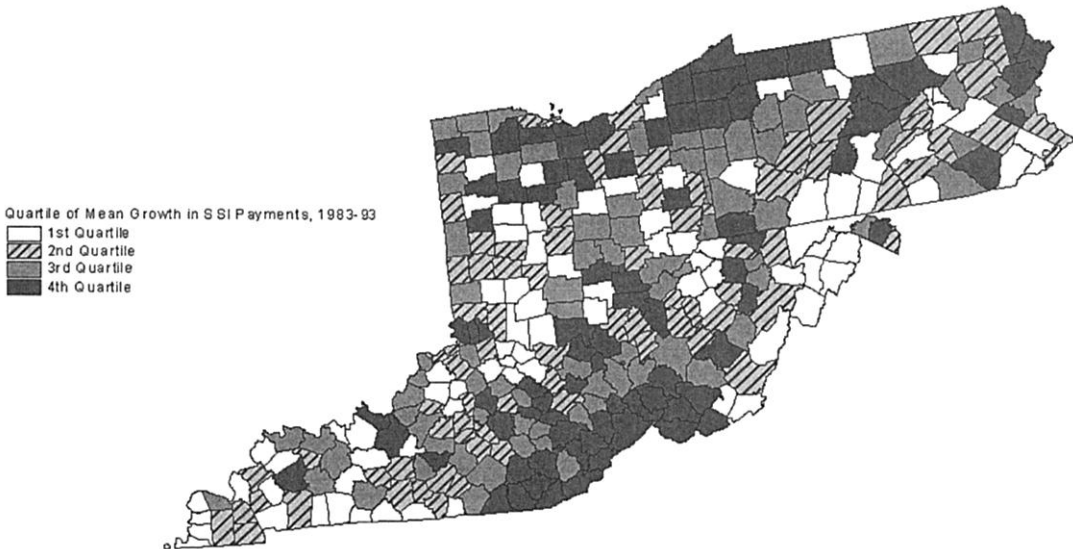 Quartile of Mean Growth in SSI Payments, 1983-93
1st Quartile
2nd Quartile
3rd Quartile
4th Quartile